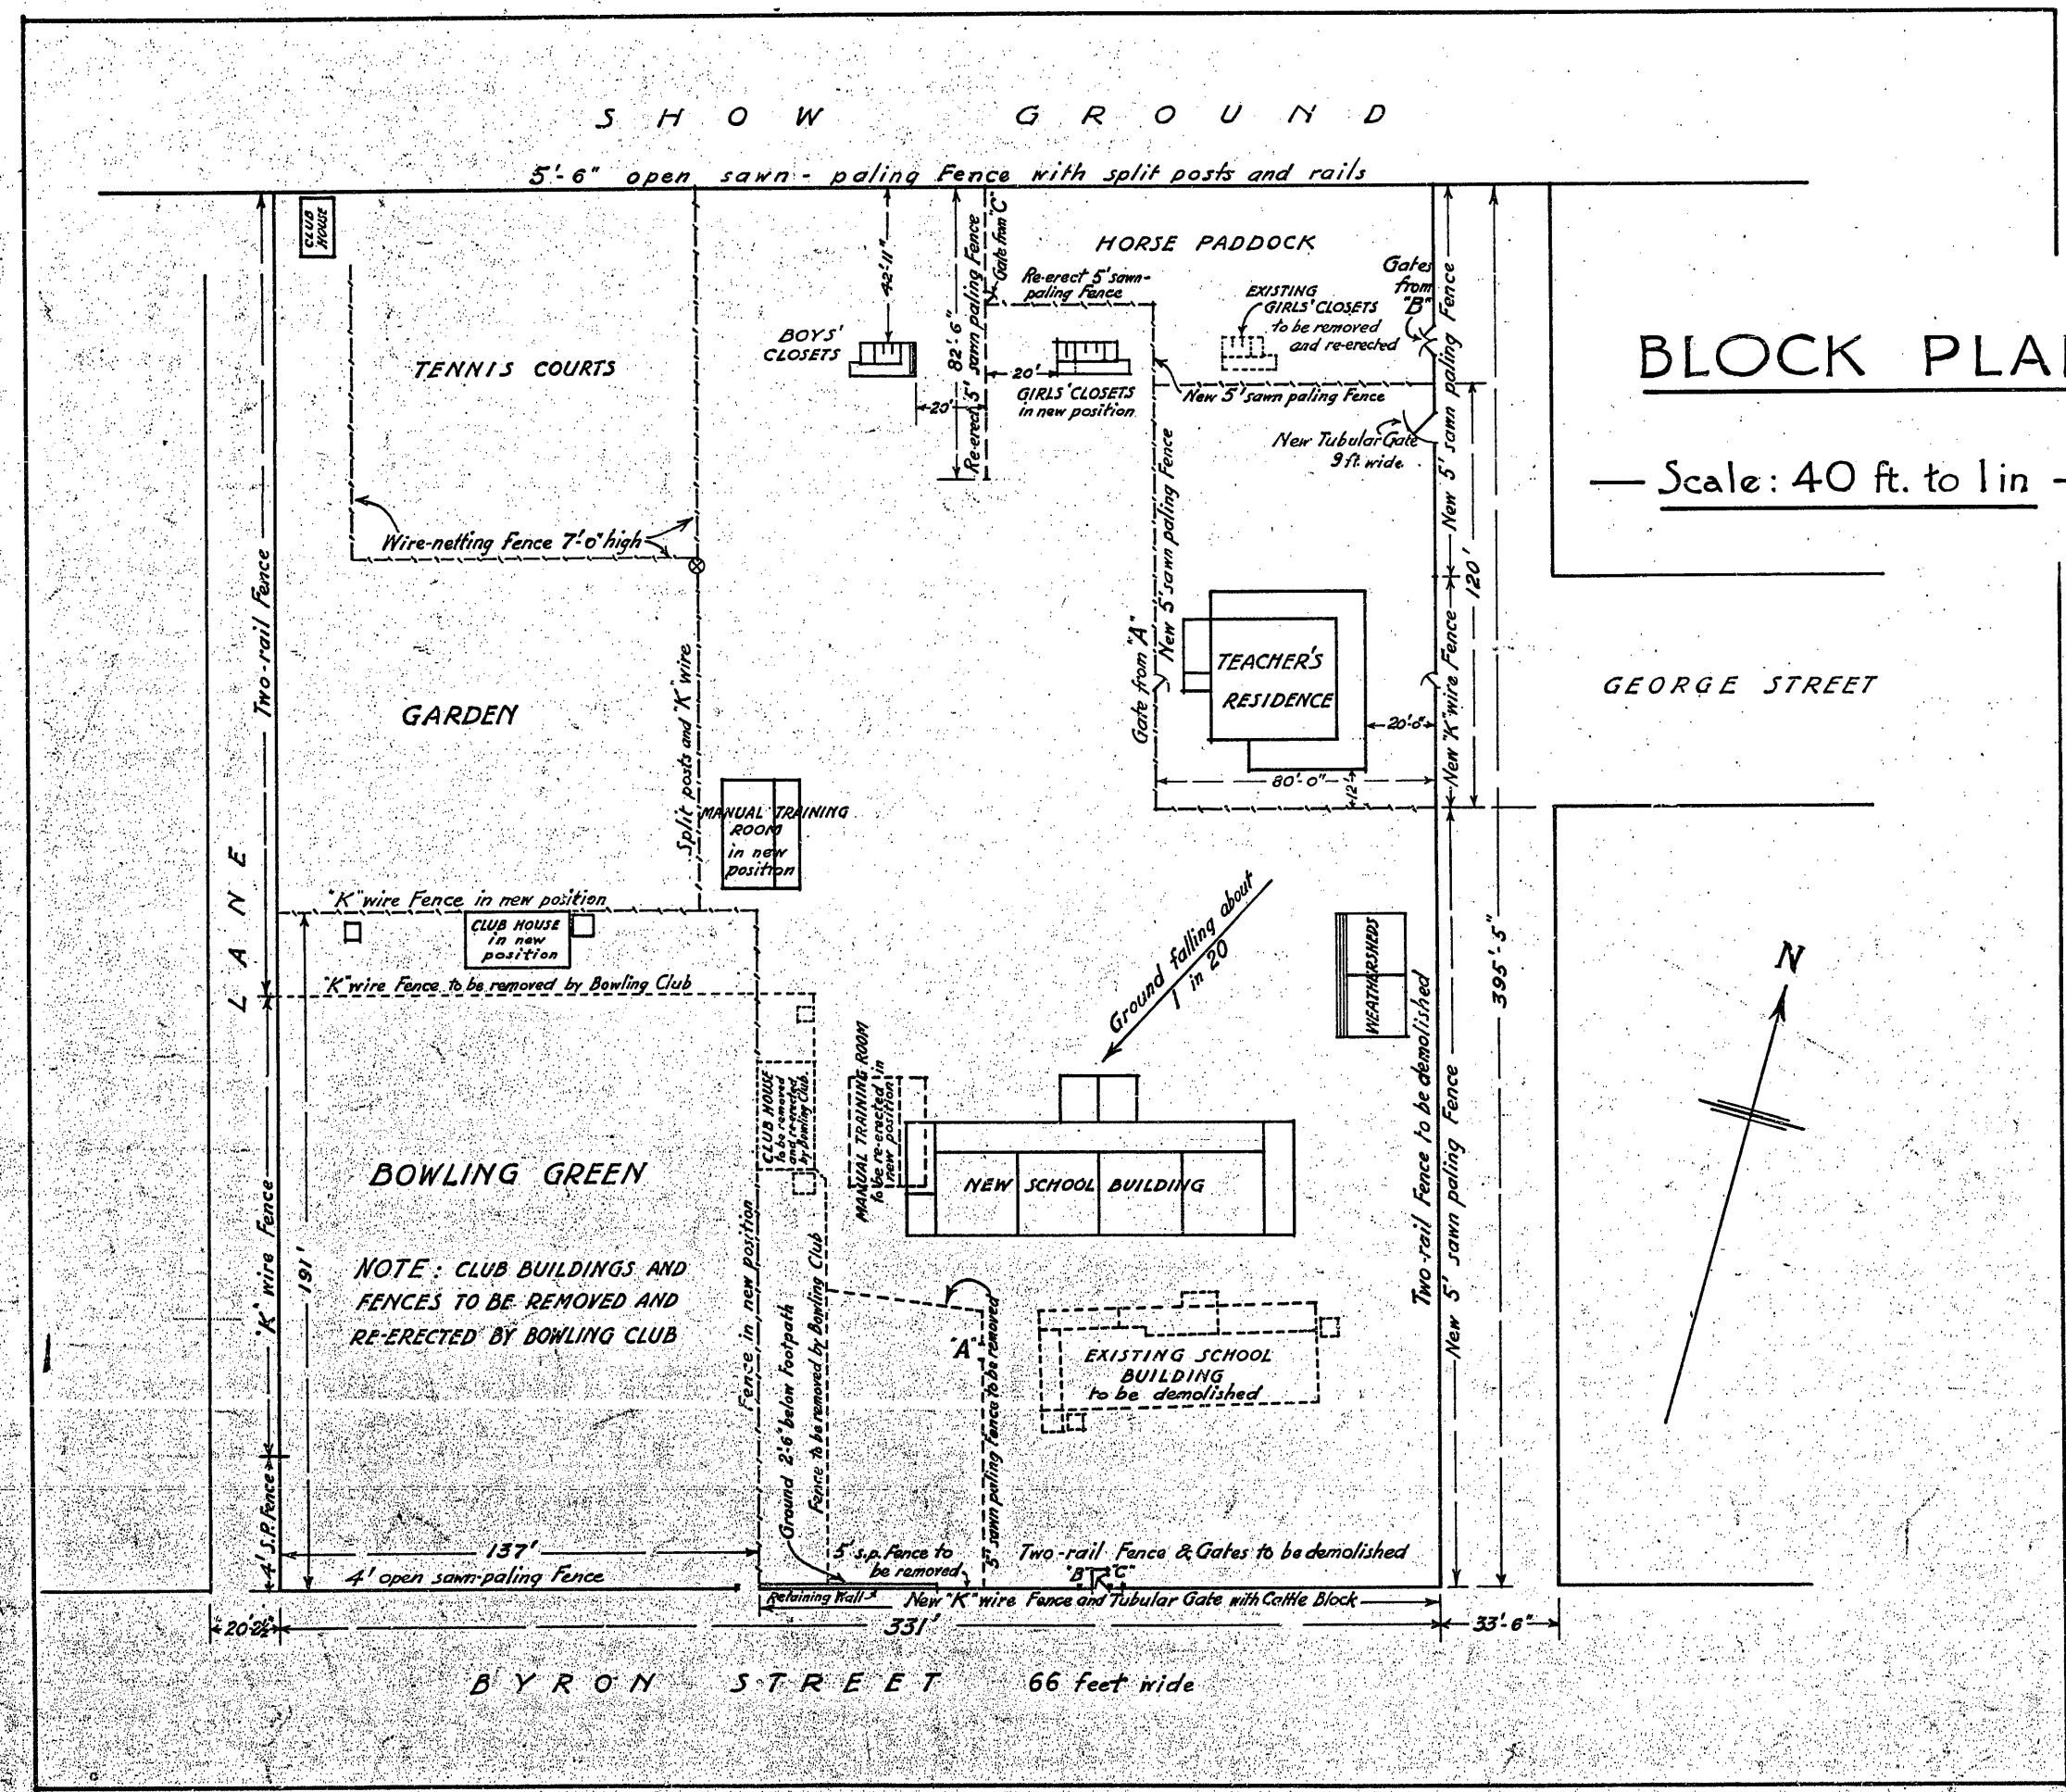 SHOW GROUND
5'-6" open sawn-paling Fence with split posts and rails
CLUB
HOUSE
TENNIS COURTS
Wire-netting Fence 7'-0" high
Two-rail Fence
GARDEN
Split posts and "K" wire
BOYS'
CLOSETS
42'-11"
82'-6"
Re-erect 5' sawn paling Fence
Gate from "C"
20'
20'
HORSE PADDOCK
Re-erect 5' sawn-
paling Fence
GIRLS' CLOSETS
in new position
EXISTING
GIRLS' CLOSETS
to be removed
and re-erected
Gates
from
"B"
New 5' sawn paling Fence
New Tubular Gate
9 ft. wide
New 5' sawn paling Fence
New 5' sawn paling Fence
120'
BLOCK PLA
Scale: 40 ft. to 1 in
Gate from "A"
TEACHER'S
RESIDENCE
20'-0"
80'-0"
12'
New "K" wire Fence
GEORGE STREET
MANUAL TRAINING
ROOM
in new
position
LANE
"K" wire Fence in new position
CLUB HOUSE
in new
position
"K" wire Fence to be removed by Bowling Club
Ground falling about
1 in 20
WEATHERSHEDS
395'-5"
N
Two-rail Fence to be demolished
New 5' sawn paling Fence
CLUB HOUSE
to be removed
and re-erected
by Bowling Club
MANUAL TRAINING ROOM
to be re-erected in
new position
BOWLING GREEN
NEW SCHOOL BUILDING
"K" wire Fence
191'
NOTE: CLUB BUILDINGS AND
FENCES TO BE REMOVED AND
RE-ERECTED BY BOWLING CLUB
Fence in new position
Ground 2'-6" below Footpath
Fence to be removed by Bowling Club
"A"
5' sawn paling Fence to be removed
EXISTING SCHOOL
BUILDING
to be demolished
4' S.P. Fence
137'
4' open sawn-paling Fence
5' s.p. Fence to
be removed
Two-rail Fence & Gates to be demolished
"B" "C"
Retaining Wall
New "K" wire Fence and Tubular Gate with Cattle Block
20'-2½"
331'
33'-6"
BYRON STREET 66 feet wide